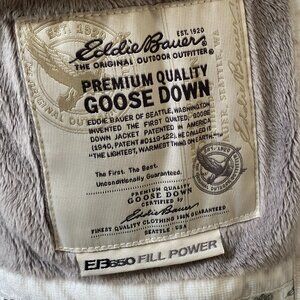 EST. 1920
Eddie Bauer
THE ORIGINAL OUTDOOR OUTFITTER
PREMIUM QUALITY
GOOSE DOWN
EDDIE BAUER OF SEATTLE, WASHINGTON
INVENTED THE FIRST QUILTED, GOOSE
DOWN JACKET PATENTED IN AMERICA
(1940, PATENT #D119-122). HE CALLED IT
"THE LIGHTEST, WARMEST THING ON EARTH."
The First. The Best.
Unconditionally Guaranteed.
PREMIUM QUALITY
GOOSE DOWN
CERTIFIED BY
Eddie Bauer
FINEST QUALITY CLOTHING 100% GUARANTEED
SEATTLE - USA
EB650 FILL POWER